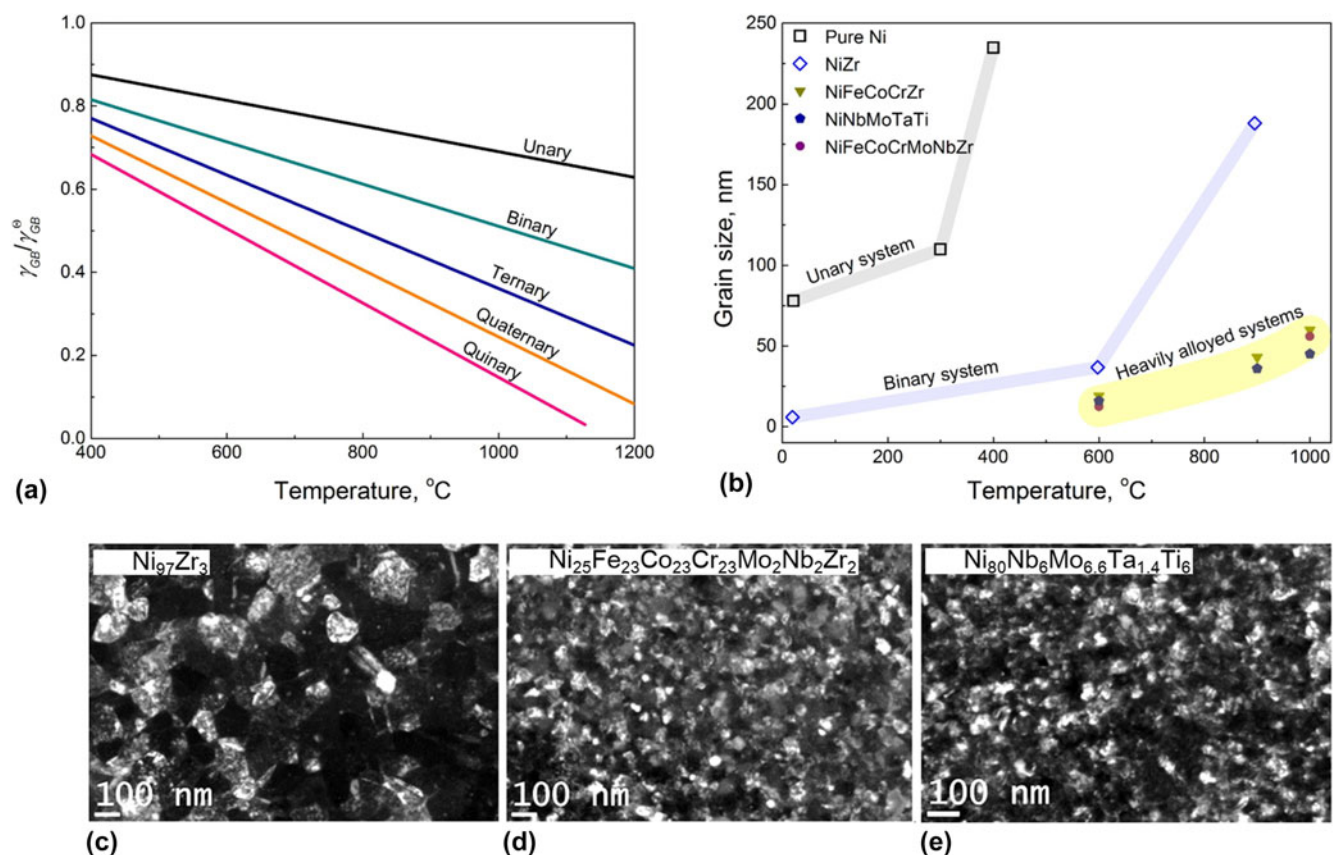 γGB/γGB^Θ
1.0
0.8
0.6
0.4
0.2
0.0
Unary
Binary
Ternary
Quaternary
Quinary
400 600 800 1000 1200
Temperature, °C
(a)
Grain size, nm
250
200
150
100
50
0
Pure Ni
NiZr
NiFeCoCrZr
NiNbMoTaTi
NiFeCoCrMoNbZr
Unary system
Binary system
Heavily alloyed systems
0 200 400 600 800 1000
Temperature, °C
(b)
Ni₉₇Zr₃
100 nm
(c)
Ni₂₅Fe₂₃Co₂₃Cr₂₃Mo₂Nb₂Zr₂
100 nm
(d)
Ni₈₀Nb₆Mo₆.₆Ta₁.₄Ti₆
100 nm
(e)